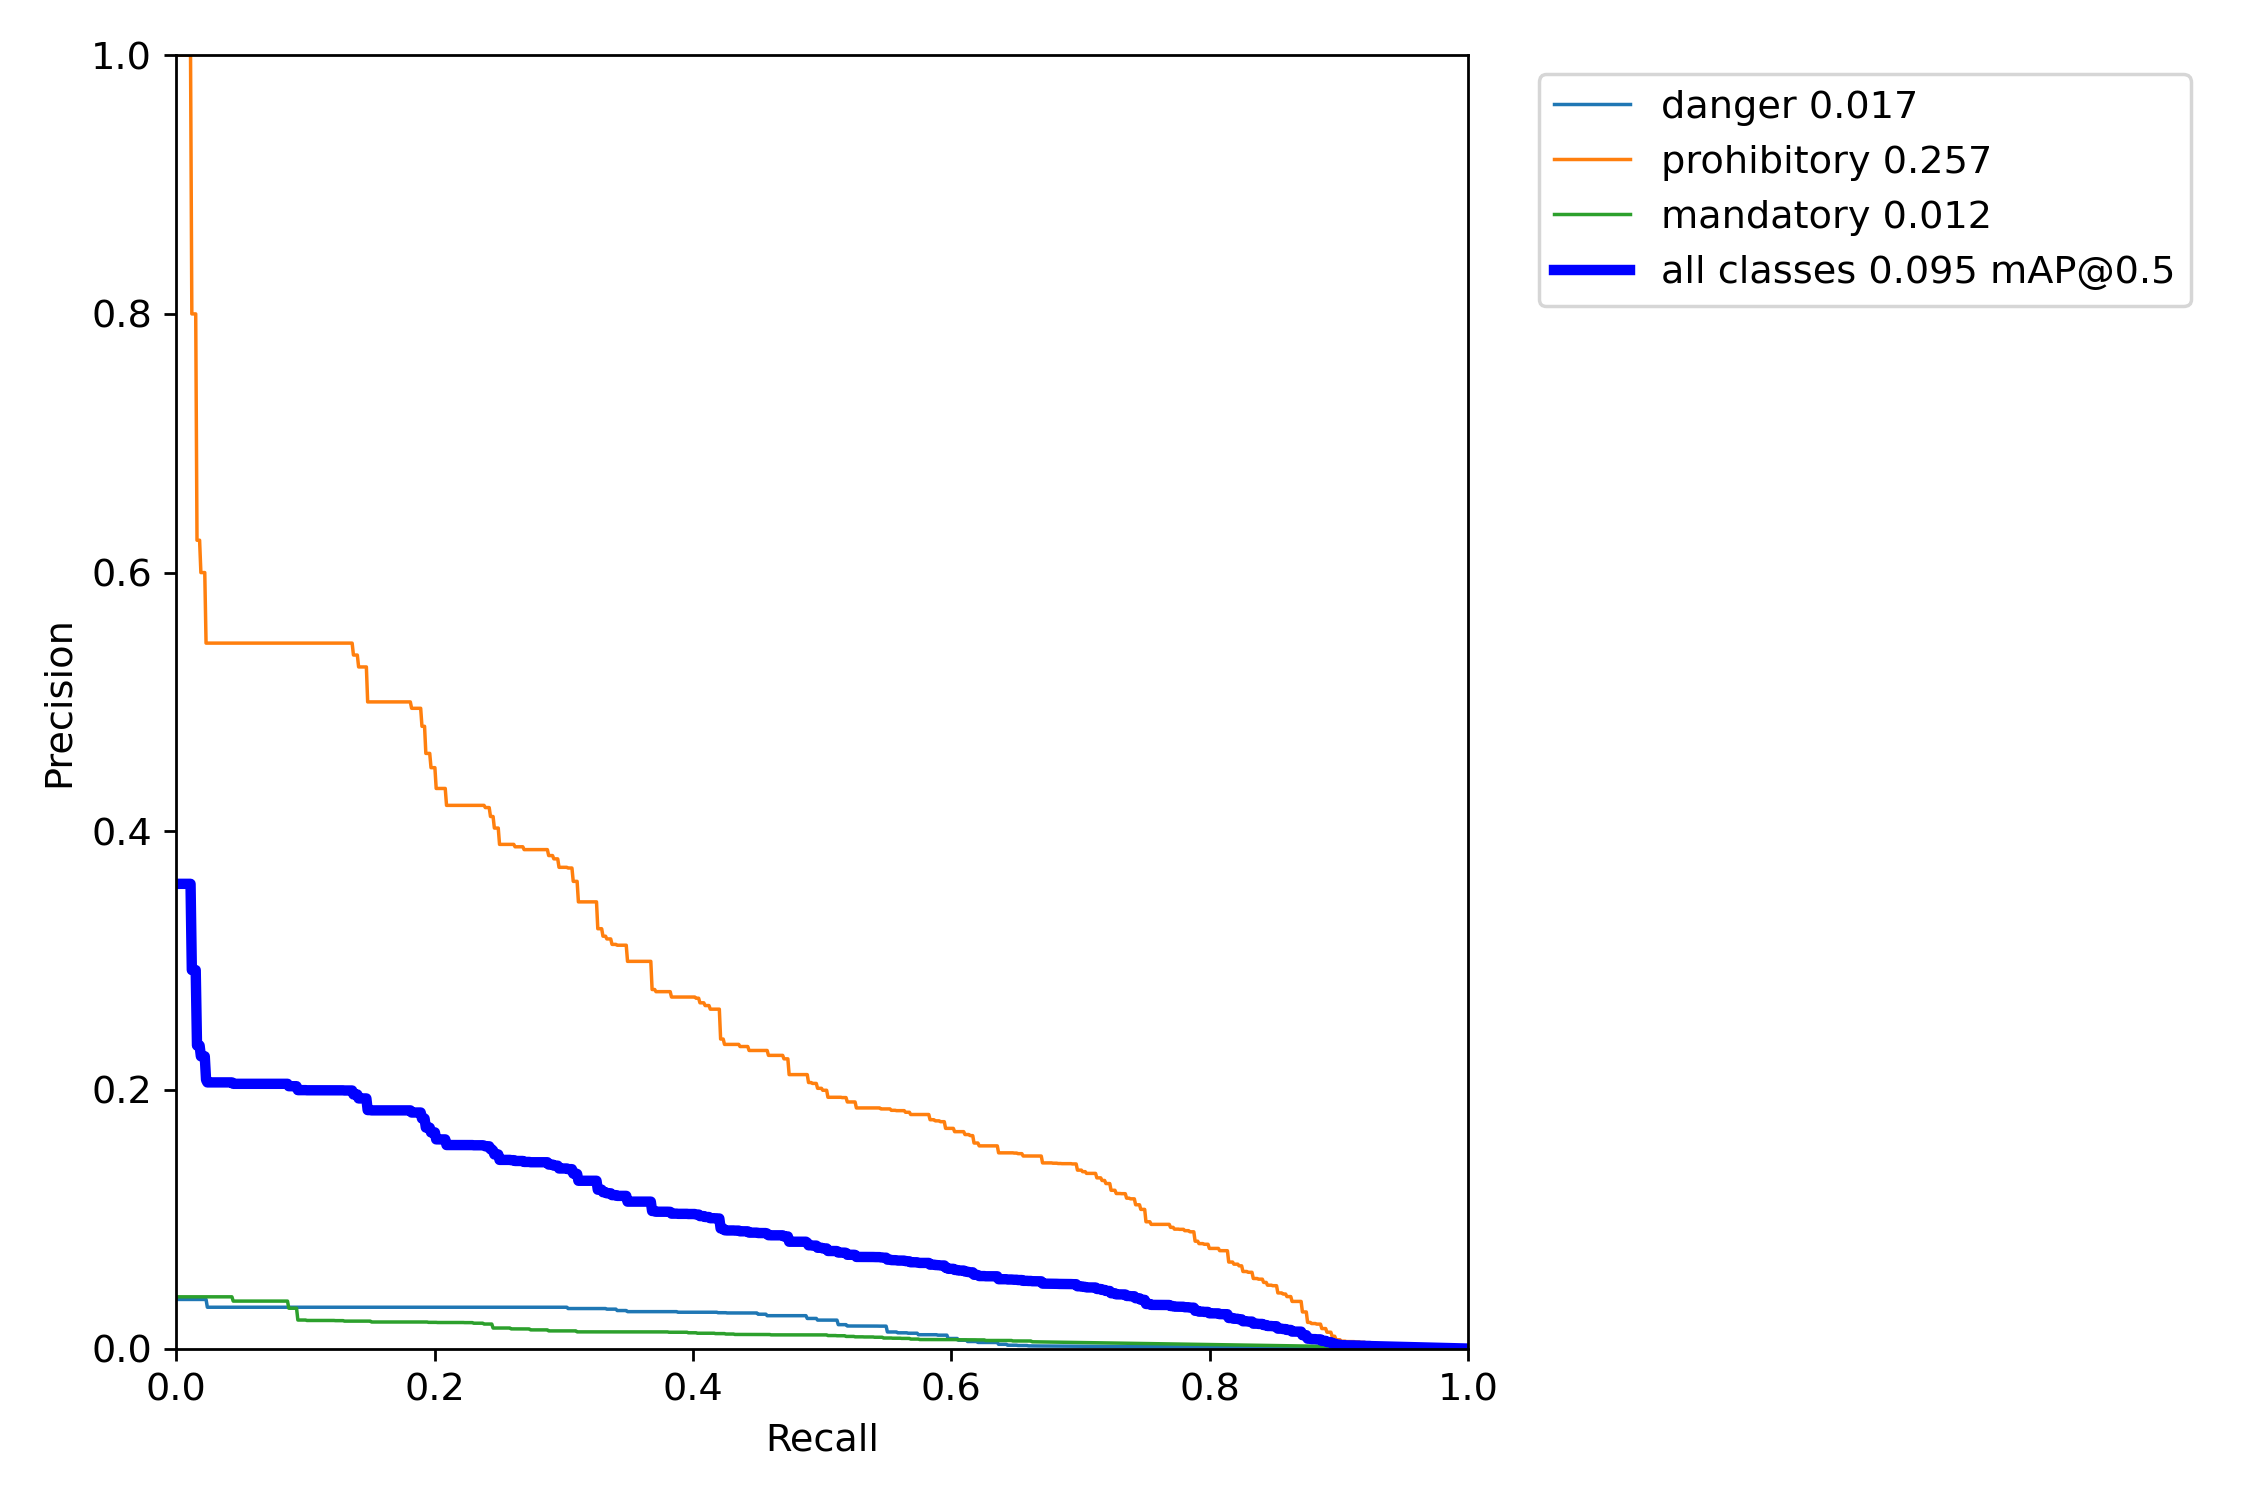 1.0
0.8
0.6
0.4
0.2
0.0
0.0 0.2 0.4 0.6 0.8 1.0
Precision
Recall
danger 0.017
prohibitory 0.257
mandatory 0.012
all classes 0.095 mAP@0.5